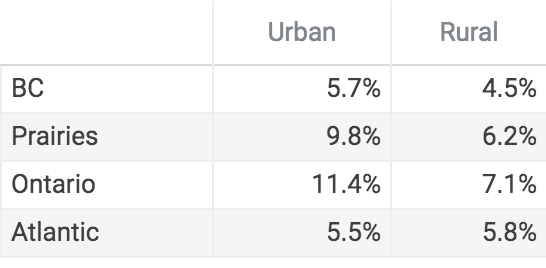 Urban Rural
BC 5.7% 4.5%
Prairies 9.8% 6.2%
Ontario 11.4% 7.1%
Atlantic 5.5% 5.8%